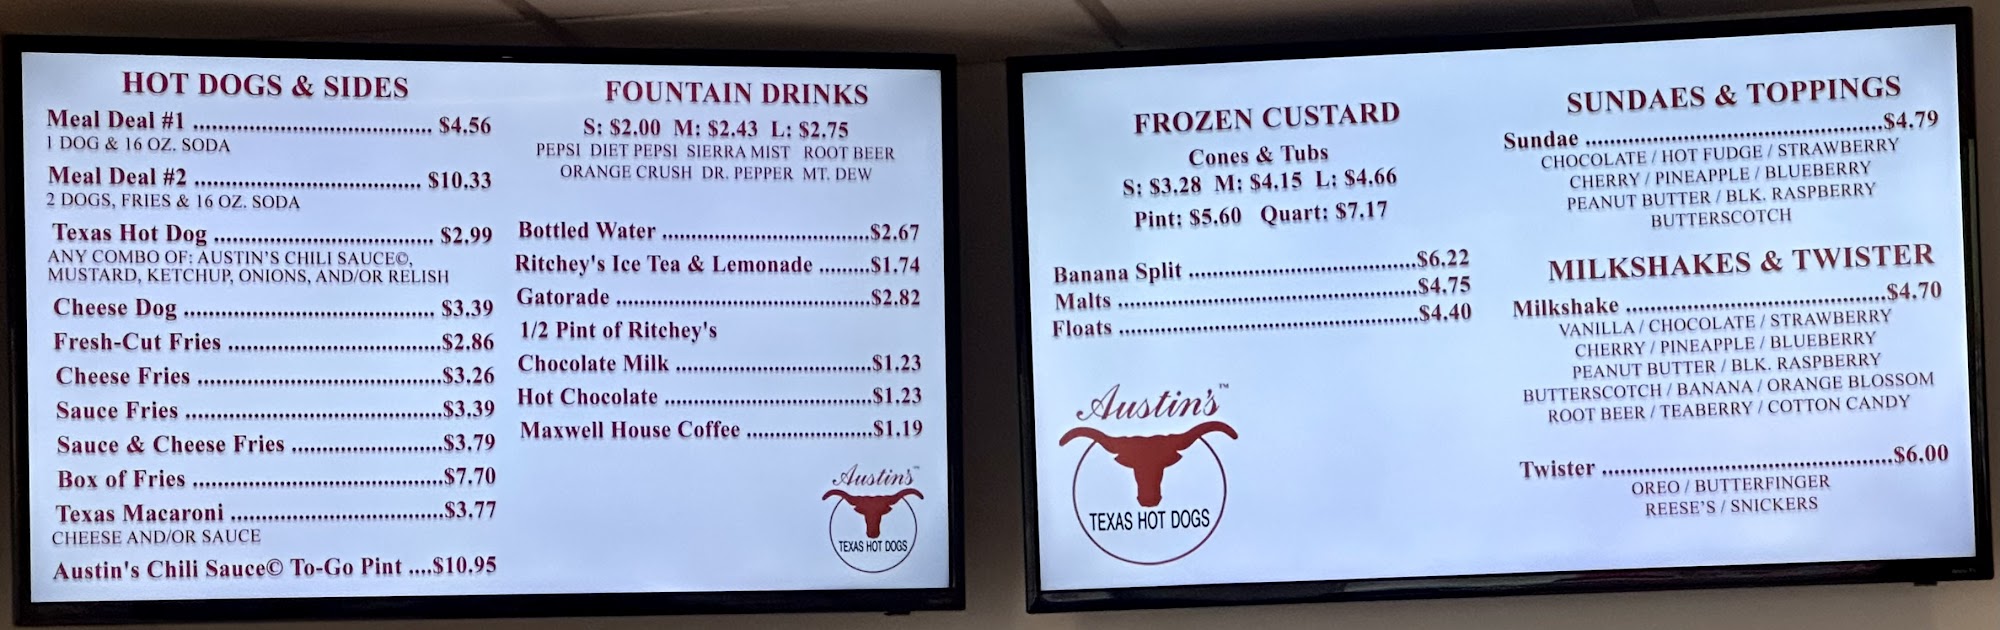 HOT DOGS & SIDES
Meal Deal #1 .................................... $4.56
1 DOG & 16 OZ. SODA
Meal Deal #2 .................................. $10.33
2 DOGS, FRIES & 16 OZ. SODA
Texas Hot Dog ................................. $2.99
ANY COMBO OF: AUSTIN'S CHILI SAUCE©,
MUSTARD, KETCHUP, ONIONS, AND/OR RELISH
Cheese Dog ...................................... $3.39
Fresh-Cut Fries ................................$2.86
Cheese Fries .....................................$3.26
Sauce Fries .......................................$3.39
Sauce & Cheese Fries .......................$3.79
Box of Fries ......................................$7.70
Texas Macaroni ................................$3.77
CHEESE AND/OR SAUCE
Austin's Chili Sauce© To-Go Pint ....$10.95
FOUNTAIN DRINKS
S: $2.00 M: $2.43 L: $2.75
PEPSI DIET PEPSI SIERRA MIST ROOT BEER
ORANGE CRUSH DR. PEPPER MT. DEW
Bottled Water ...............................$2.67
Ritchey's Ice Tea & Lemonade .........$1.74
Gatorade ......................................$2.82
1/2 Pint of Ritchey's
Chocolate Milk .............................$1.23
Hot Chocolate ...............................$1.23
Maxwell House Coffee ...................$1.19
Austin's™
TEXAS HOT DOGS
FROZEN CUSTARD
Cones & Tubs
S: $3.28 M: $4.15 L: $4.66
Pint: $5.60 Quart: $7.17
Banana Split ..................................$6.22
Malts .............................................$4.75
Floats .............................................$4.40
Austin's™
TEXAS HOT DOGS
SUNDAES & TOPPINGS
Sundae .............................................$4.79
CHOCOLATE / HOT FUDGE / STRAWBERRY
CHERRY / PINEAPPLE / BLUEBERRY
PEANUT BUTTER / BLK. RASPBERRY
BUTTERSCOTCH
MILKSHAKES & TWISTER
Milkshake .......................................$4.70
VANILLA / CHOCOLATE / STRAWBERRY
CHERRY / PINEAPPLE / BLUEBERRY
PEANUT BUTTER / BLK. RASPBERRY
BUTTERSCOTCH / BANANA / ORANGE BLOSSOM
ROOT BEER / TEABERRY / COTTON CANDY
Twister ............................................$6.00
OREO / BUTTERFINGER
REESE'S / SNICKERS